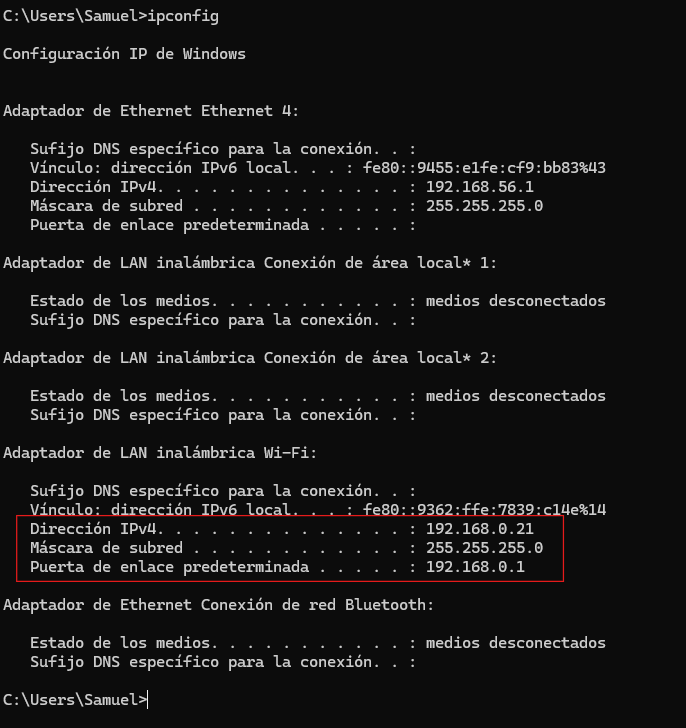 C:\Users\Samuel>ipconfig
Configuración IP de Windows
Adaptador de Ethernet Ethernet 4:
Sufijo DNS específico para la conexión. . :
Vínculo: dirección IPv6 local. . . : fe80::9455:e1fe:cf9:bb83%43
Dirección IPv4. . . . . . . . . . . . . . : 192.168.56.1
Máscara de subred . . . . . . . . . . . . : 255.255.255.0
Puerta de enlace predeterminada . . . . . :
Adaptador de LAN inalámbrica Conexión de área local* 1:
Estado de los medios. . . . . . . . . . . : medios desconectados
Sufijo DNS específico para la conexión. . :
Adaptador de LAN inalámbrica Conexión de área local* 2:
Estado de los medios. . . . . . . . . . . : medios desconectados
Sufijo DNS específico para la conexión. . :
Adaptador de LAN inalámbrica Wi-Fi:
Sufijo DNS específico para la conexión. . :
Vínculo: dirección IPv6 local. . . : fe80::9362:ffe:7839:c14e%14
Dirección IPv4. . . . . . . . . . . . . . : 192.168.0.21
Máscara de subred . . . . . . . . . . . . : 255.255.255.0
Puerta de enlace predeterminada . . . . . : 192.168.0.1
Adaptador de Ethernet Conexión de red Bluetooth:
Estado de los medios. . . . . . . . . . . : medios desconectados
Sufijo DNS específico para la conexión. . :
C:\Users\Samuel>